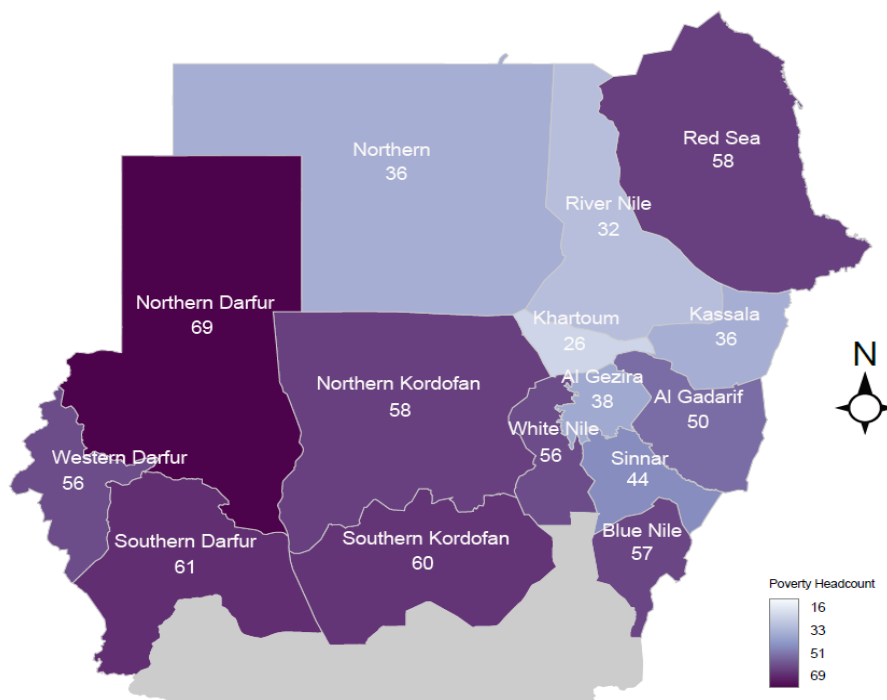 Red Sea
58
Northern
36
River Nile
32
Northern Darfur
69
Khartoum
26
Kassala
36
N
Northern Kordofan
58
Al Gezira
38
Al Gadarif
50
White Nile
56
Western Darfur
56
Sinnar
44
Southern Darfur
61
Southern Kordofan
60
Blue Nile
57
Poverty Headcount
16
33
51
69